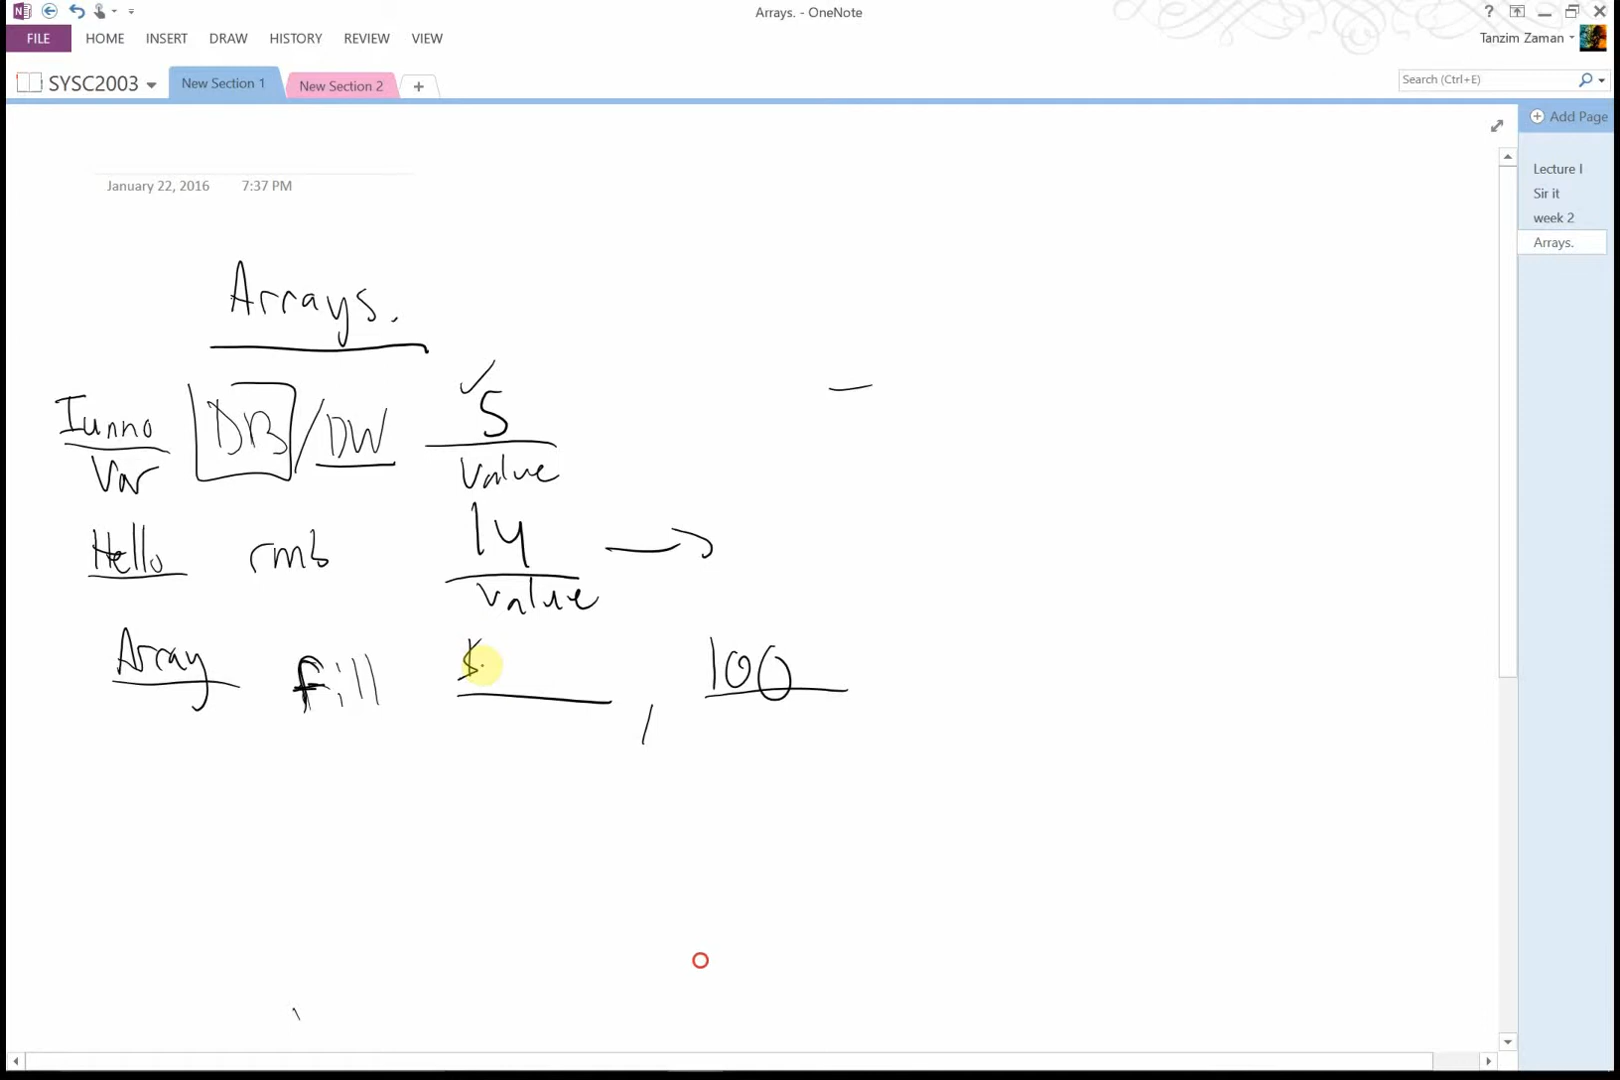 Arrays. - OneNote
?
FILE HOME INSERT DRAW HISTORY REVIEW VIEW
Tanzim Zaman
SYSC2003 New Section 1 New Section 2 +
Search (Ctrl+E)
Add Page
Lecture I
Sir it
week 2
Arrays.
January 22, 2016 7:37 PM
Arrays.
Iunno DB/DW 5
Var value
Hello rmb 14
value
Array fill $ , 100